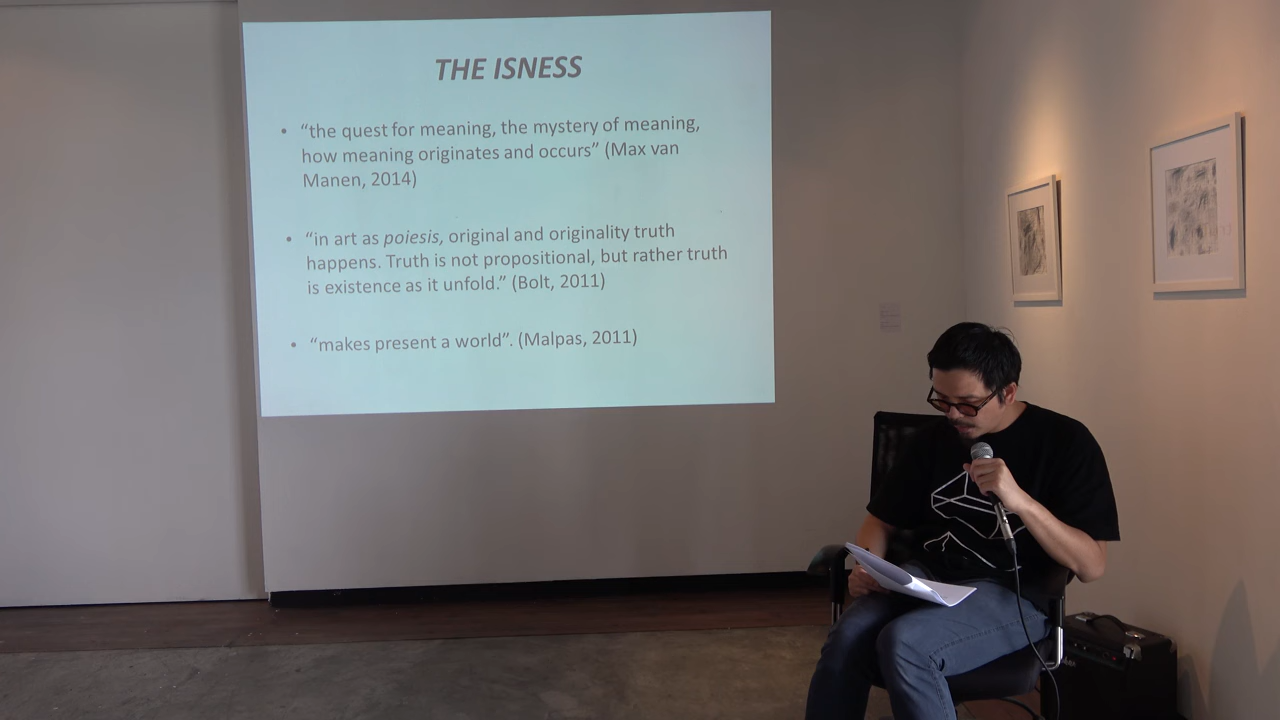 THE ISNESS
• “the quest for meaning, the mystery of meaning,
how meaning originates and occurs” (Max van
Manen, 2014)
• “in art as poiesis, original and originality truth
happens. Truth is not propositional, but rather truth
is existence as it unfold.” (Bolt, 2011)
• “makes present a world”. (Malpas, 2011)